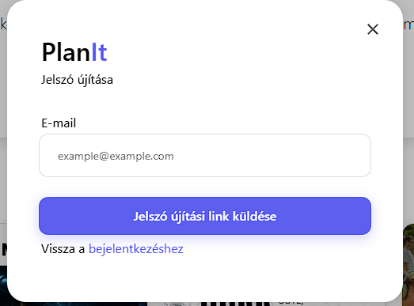 PlanIt
Jelszó újítása
E-mail
example@example.com
Jelszó újítási link küldése
Vissza a bejelentkezéshez